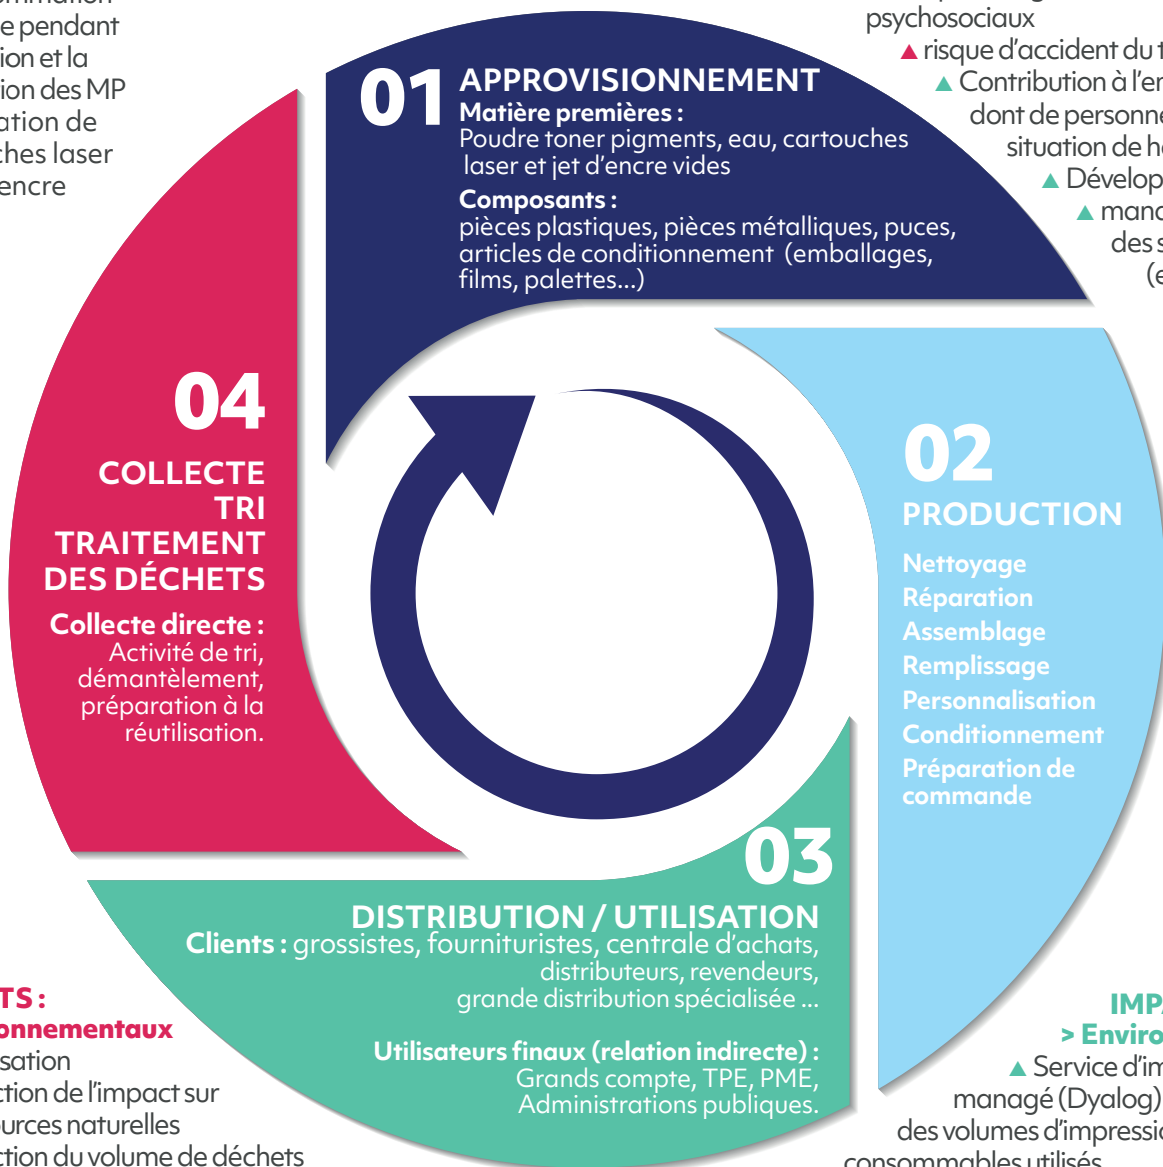 e pendant
ion et la
ion des MP
ation de
ches laser
encre
psychosociaux
▲ risque d'accident du t
▲ Contribution à l'e
dont de personne
situation de h
▲ Dévelop
▲ mana
des s
(e
01
APPROVISIONNEMENT
Matière premières :
Poudre toner pigments, eau, cartouches
laser et jet d'encre vides
Composants :
pièces plastiques, pièces métalliques, puces,
articles de conditionnement (emballages,
films, palettes...)
02
PRODUCTION
Nettoyage
Réparation
Assemblage
Remplissage
Personnalisation
Conditionnement
Préparation de
commande
03
DISTRIBUTION / UTILISATION
Clients : grossistes, fournituristes, centrale d'achats,
distributeurs, revendeurs,
grande distribution spécialisée ...
Utilisateurs finaux (relation indirecte) :
Grands compte, TPE, PME,
Administrations publiques.
04
COLLECTE
TRI
TRAITEMENT
DES DÉCHETS
Collecte directe :
Activité de tri,
démantèlement,
préparation à la
réutilisation.
TS :
onnementaux
sation
ction de l'impact sur
ources naturelles
ction du volume de déchets
IMPA
> Enviro
▲ Service d'im
managé (Dyalog)
des volumes d'impressio
consommables utilisés